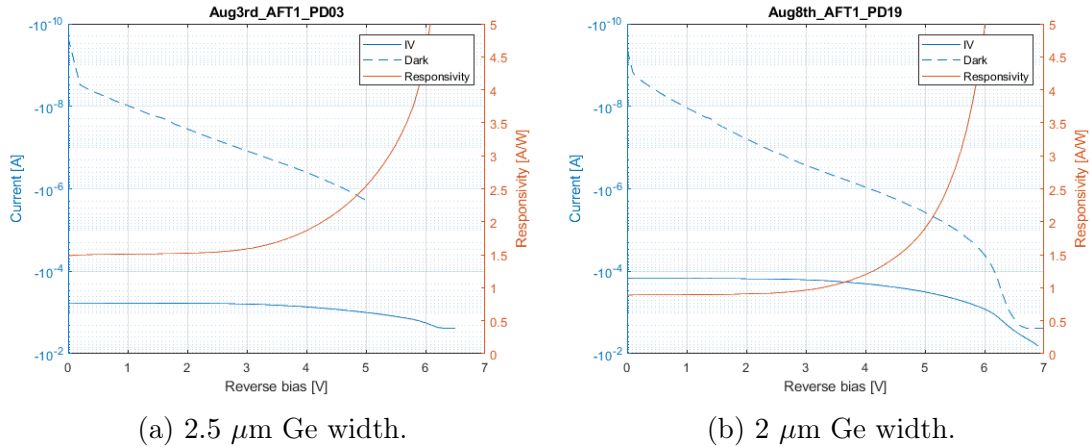 Aug3rd_AFT1_PD03
-10^-10
-10^-8
-10^-6
-10^-4
-10^-2
Current [A]
IV
Dark
Responsivity
5
4.5
4
3.5
3
2.5
2
1.5
1
0.5
0
Responsivity [A/W]
0 1 2 3 4 5 6 7
Reverse bias [V]
(a) 2.5 μm Ge width.
Aug8th_AFT1_PD19
-10^-10
-10^-8
-10^-6
-10^-4
-10^-2
Current [A]
IV
Dark
Responsivity
5
4.5
4
3.5
3
2.5
2
1.5
1
0.5
0
Responsivity [A/W]
0 1 2 3 4 5 6 7
Reverse bias [V]
(b) 2 μm Ge width.